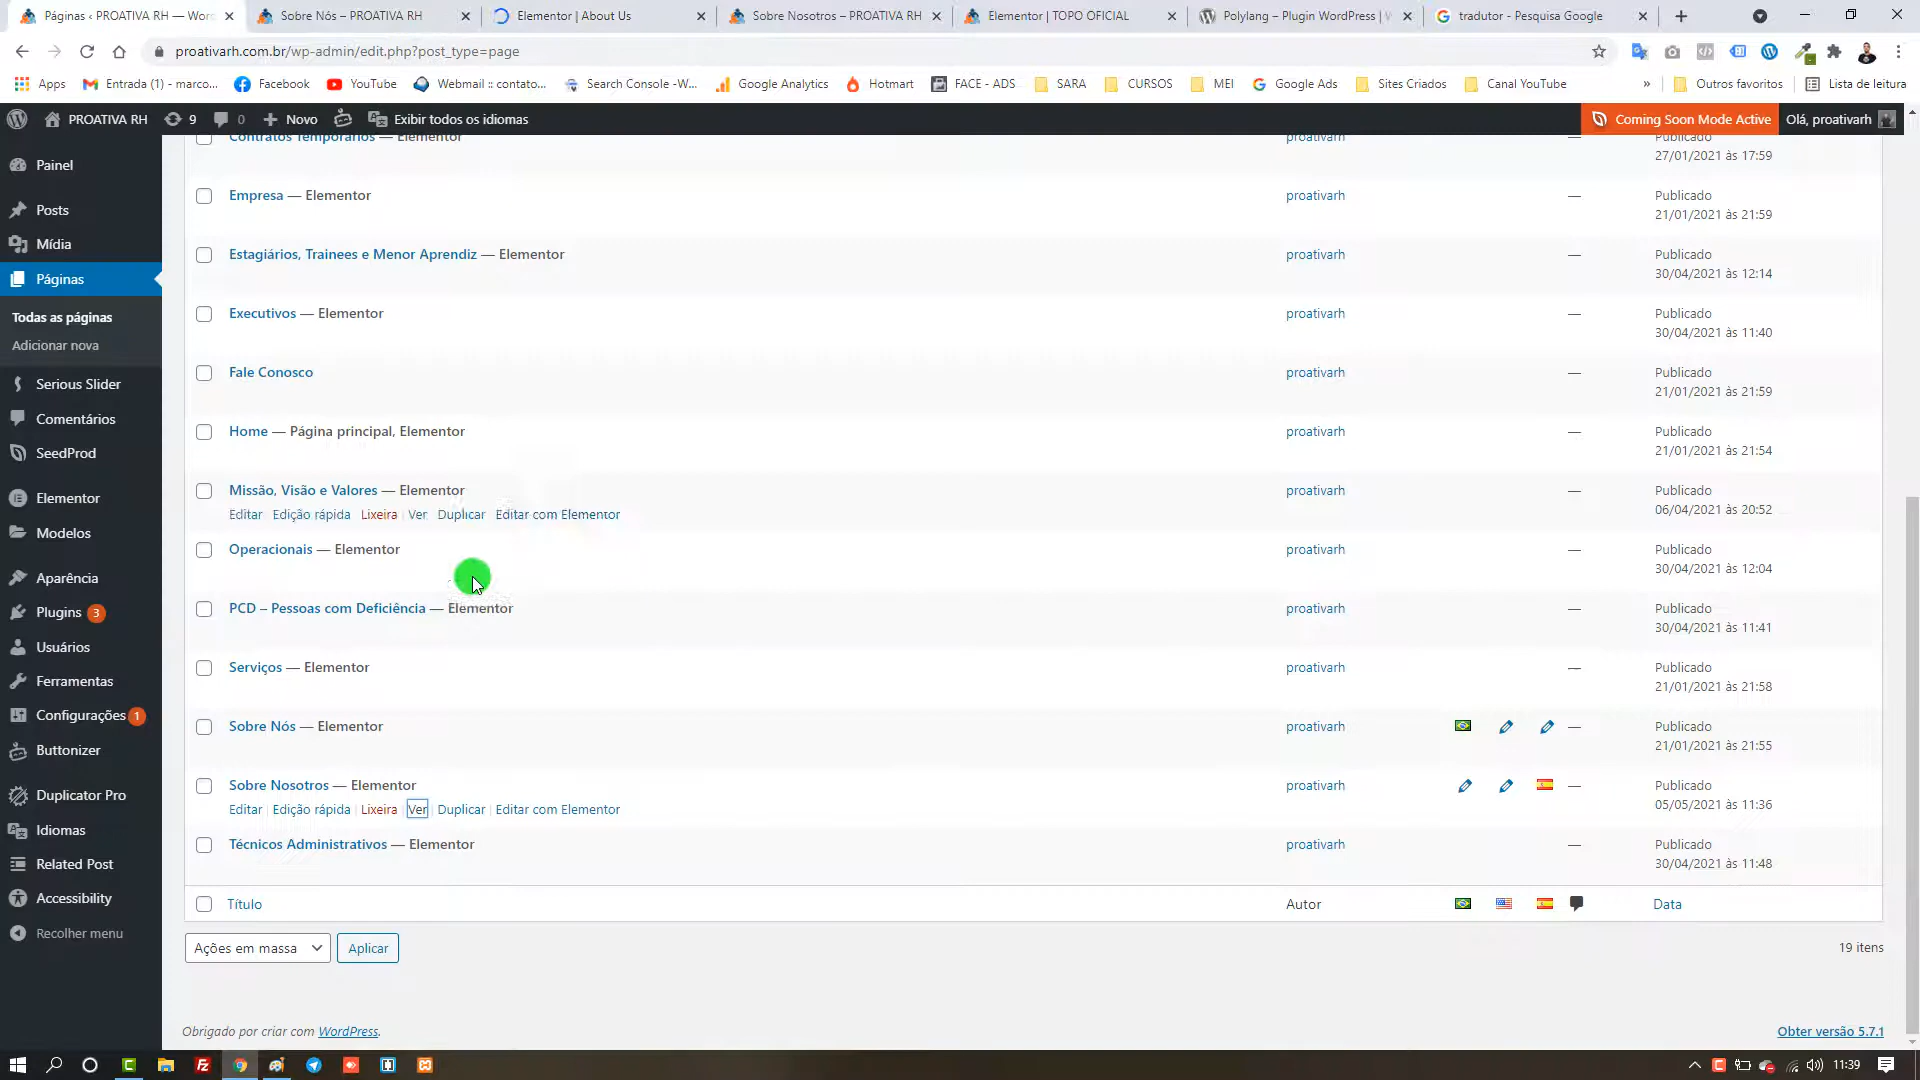 Páginas ‹ PROATIVA RH — Wor
Sobre Nós – PROATIVA RH
Elementor | About Us
Sobre Nosotros – PROATIVA RH
Elementor | TOPO OFICIAL
Polylang – Plugin WordPress | W
tradutor - Pesquisa Google
proativarh.com.br/wp-admin/edit.php?post_type=page
Apps
Entrada (1) - marco...
Facebook
YouTube
Webmail :: contato...
Search Console - W...
Google Analytics
Hotmart
FACE - ADS
SARA
CURSOS
MEI
Google Ads
Sites Criados
Canal YouTube
»
Outros favoritos
Lista de leitura
PROATIVA RH
9
0
Novo
Exibir todos os idiomas
Coming Soon Mode Active
Olá, proativarh
Painel
Posts
Mídia
Páginas
Todas as páginas
Adicionar nova
Serious Slider
Comentários
SeedProd
Elementor
Modelos
Aparência
Plugins 3
Usuários
Ferramentas
Configurações 1
Buttonizer
Duplicator Pro
Idiomas
Related Post
Accessibility
Recolher menu
Contratos Temporários — Elementor proativarh — Publicado
27/01/2021 às 17:59
Empresa — Elementor proativarh — Publicado
21/01/2021 às 21:59
Estagiários, Trainees e Menor Aprendiz — Elementor proativarh — Publicado
30/04/2021 às 12:14
Executivos — Elementor proativarh — Publicado
30/04/2021 às 11:40
Fale Conosco proativarh — Publicado
21/01/2021 às 21:59
Home — Página principal, Elementor proativarh — Publicado
21/01/2021 às 21:54
Missão, Visão e Valores — Elementor proativarh — Publicado
Editar Edição rápida Lixeira | Ver Duplicar Editar com Elementor 06/04/2021 às 20:52
Operacionais — Elementor proativarh — Publicado
30/04/2021 às 12:04
PCD – Pessoas com Deficiência — Elementor proativarh — Publicado
30/04/2021 às 11:41
Serviços — Elementor proativarh — Publicado
21/01/2021 às 21:58
Sobre Nós — Elementor proativarh — Publicado
21/01/2021 às 21:55
Sobre Nosotros — Elementor proativarh — Publicado
Editar | Edição rápida | Lixeira | Ver | Duplicar | Editar com Elementor 05/05/2021 às 11:36
Técnicos Administrativos — Elementor proativarh — Publicado
30/04/2021 às 11:48
Título Autor Data
Ações em massa Aplicar 19 itens
Obrigado por criar com WordPress. Obter versão 5.7.1
11:39